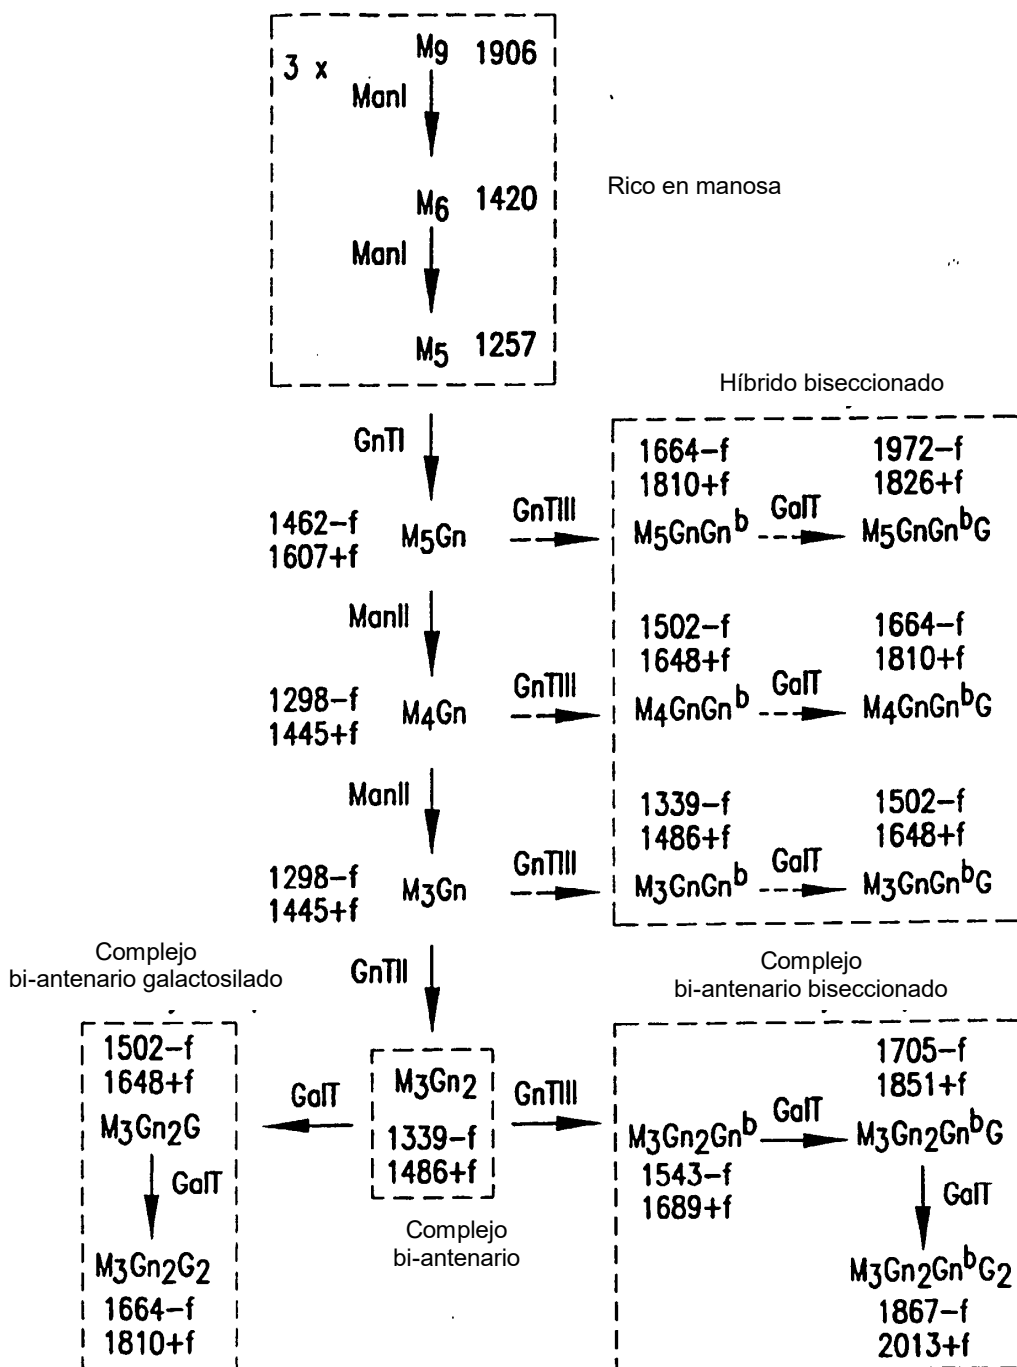 3 x
M9 1906
ManI
M6 1420
ManI
M5 1257
Rico en manosa
GnTI
Híbrido biseccionado
1462–f
1607+f
M5Gn
GnTIII
1664–f
1810+f
M5GnGnᵇ
GalT
1972–f
1826+f
M5GnGnᵇG
ManII
1298–f
1445+f
M4Gn
GnTIII
1502–f
1648+f
M4GnGnᵇ
GalT
1664–f
1810+f
M4GnGnᵇG
ManII
1298–f
1445+f
M3Gn
GnTIII
1339–f
1486+f
M3GnGnᵇ
GalT
1502–f
1648+f
M3GnGnᵇG
GnTII
Complejo
bi-antenario galactosilado
1502–f
1648+f
M3Gn2G
GalT
M3Gn2G2
1664–f
1810+f
GalT
M3Gn2
1339–f
1486+f
Complejo
bi-antenario
GnTIII
Complejo
bi-antenario biseccionado
M3Gn2Gnᵇ
1543–f
1689+f
GalT
1705–f
1851+f
M3Gn2GnᵇG
GalT
M3Gn2GnᵇG2
1867–f
2013+f